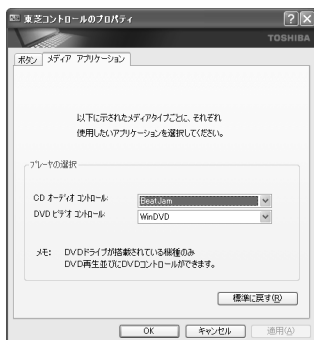 東芝コントロールのプロパティ
TOSHIBA
ボタン メディア アプリケーション
以下に示されたメディアタイプごとに、それぞれ
使用したいアプリケーションを選択してください。
プレーヤの選択
CD オーディオ コントロール: BeatJam
DVD ビデオ コントロール: WinDVD
メモ: DVDドライブが搭載されている機種のみ
DVD再生並びにDVDコントロールができます。
標準に戻す(R)
OK キャンセル 適用(A)